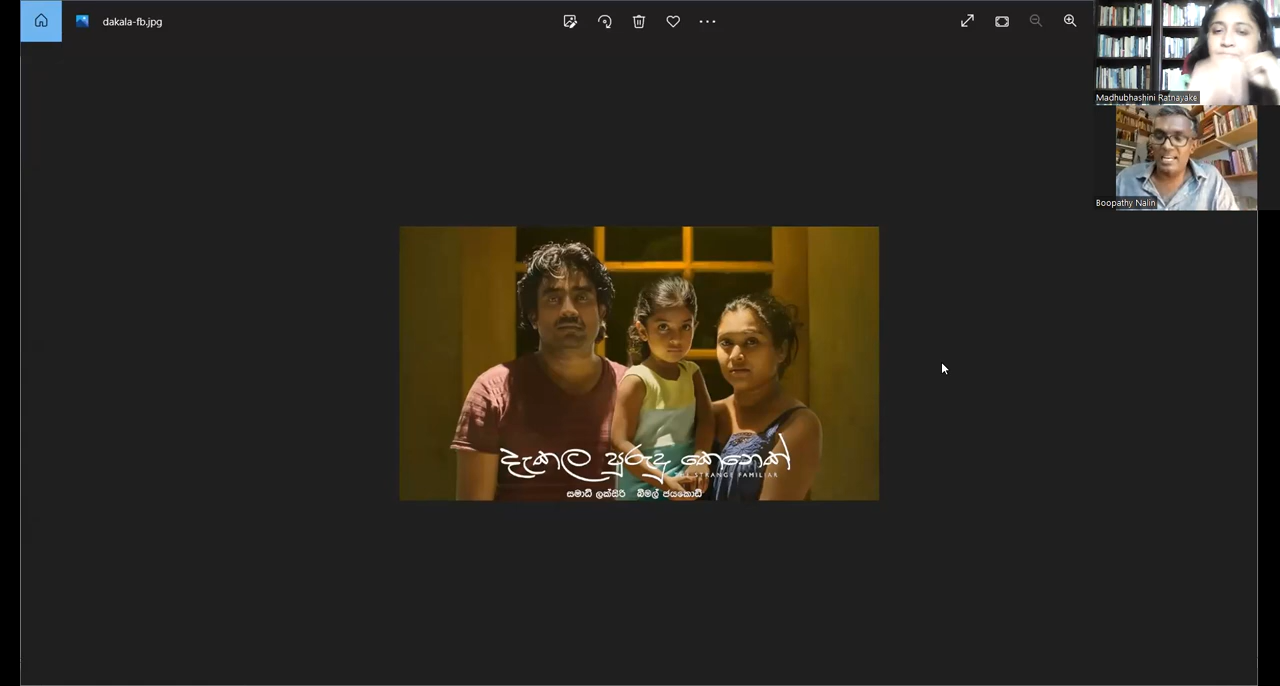 dakala-fb.jpg
Madhubhashini Ratnayake
Boopathy Nalin
දැකල පුරුදු කෙනෙක්
THE STRANGE FAMILIAR
සමාධි ලක්සිරි බිමල් ජයකොඩි